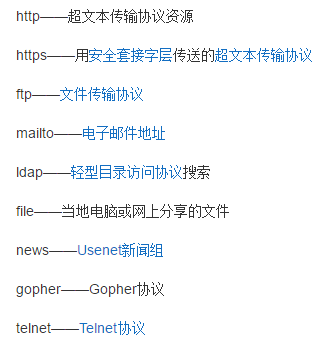 http——超文本传输协议资源
https——用安全套接字层传送的超文本传输协议
ftp——文件传输协议
mailto——电子邮件地址
ldap——轻型目录访问协议搜索
file——当地电脑或网上分享的文件
news——Usenet新闻组
gopher——Gopher协议
telnet——Telnet协议